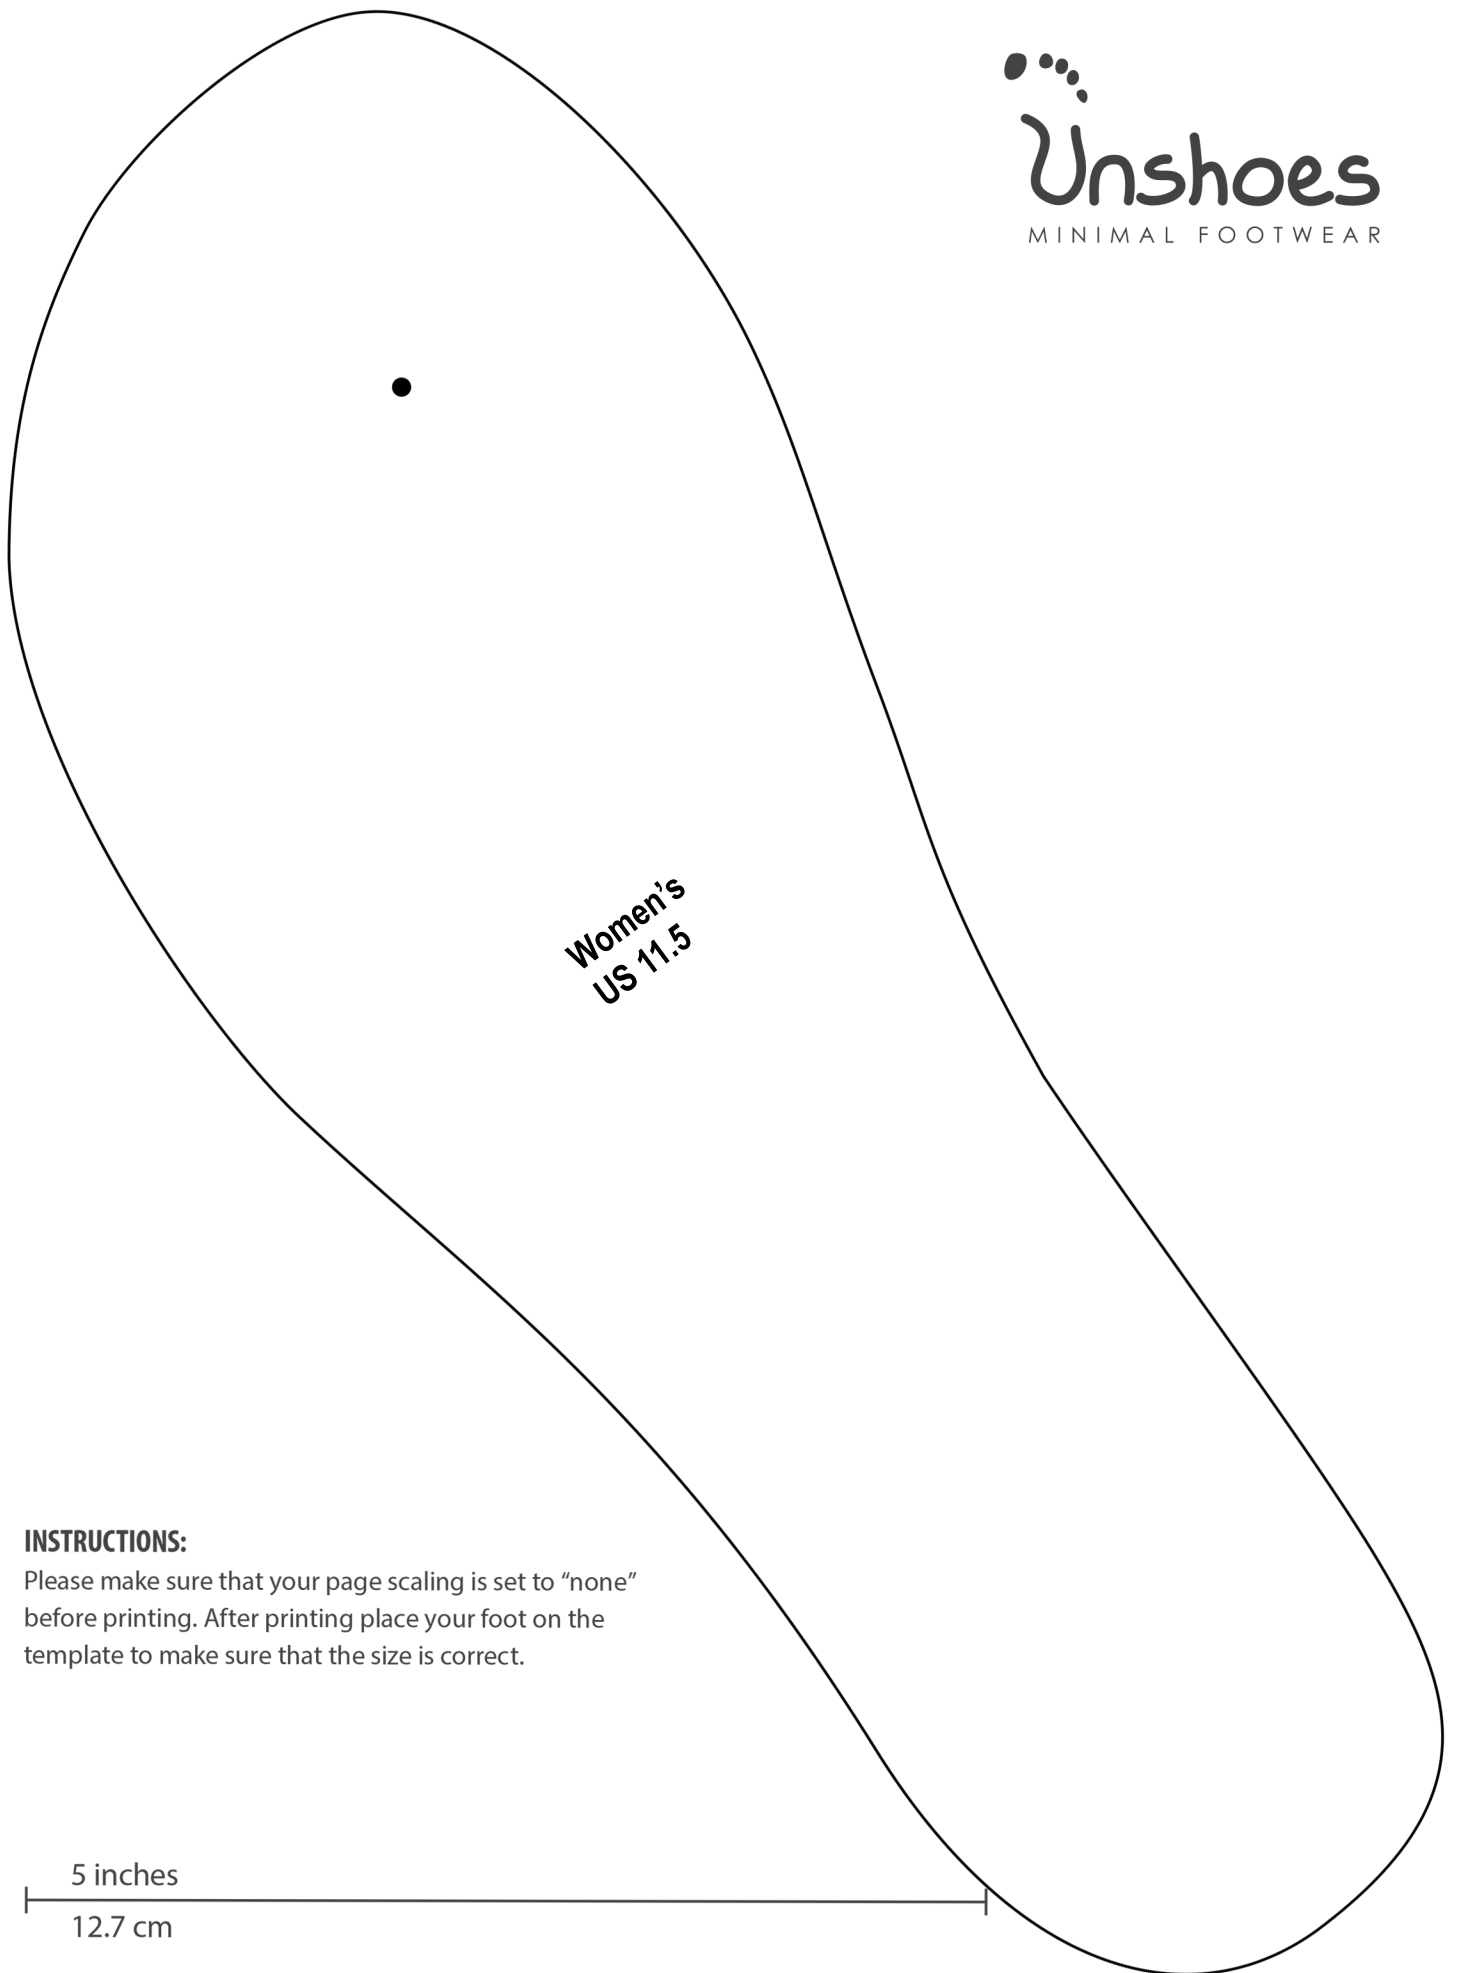 Unshoes
MINIMAL FOOTWEAR
Women’s
US 11.5
INSTRUCTIONS:
Please make sure that your page scaling is set to “none”
before printing. After printing place your foot on the
template to make sure that the size is correct.
5 inches
12.7 cm